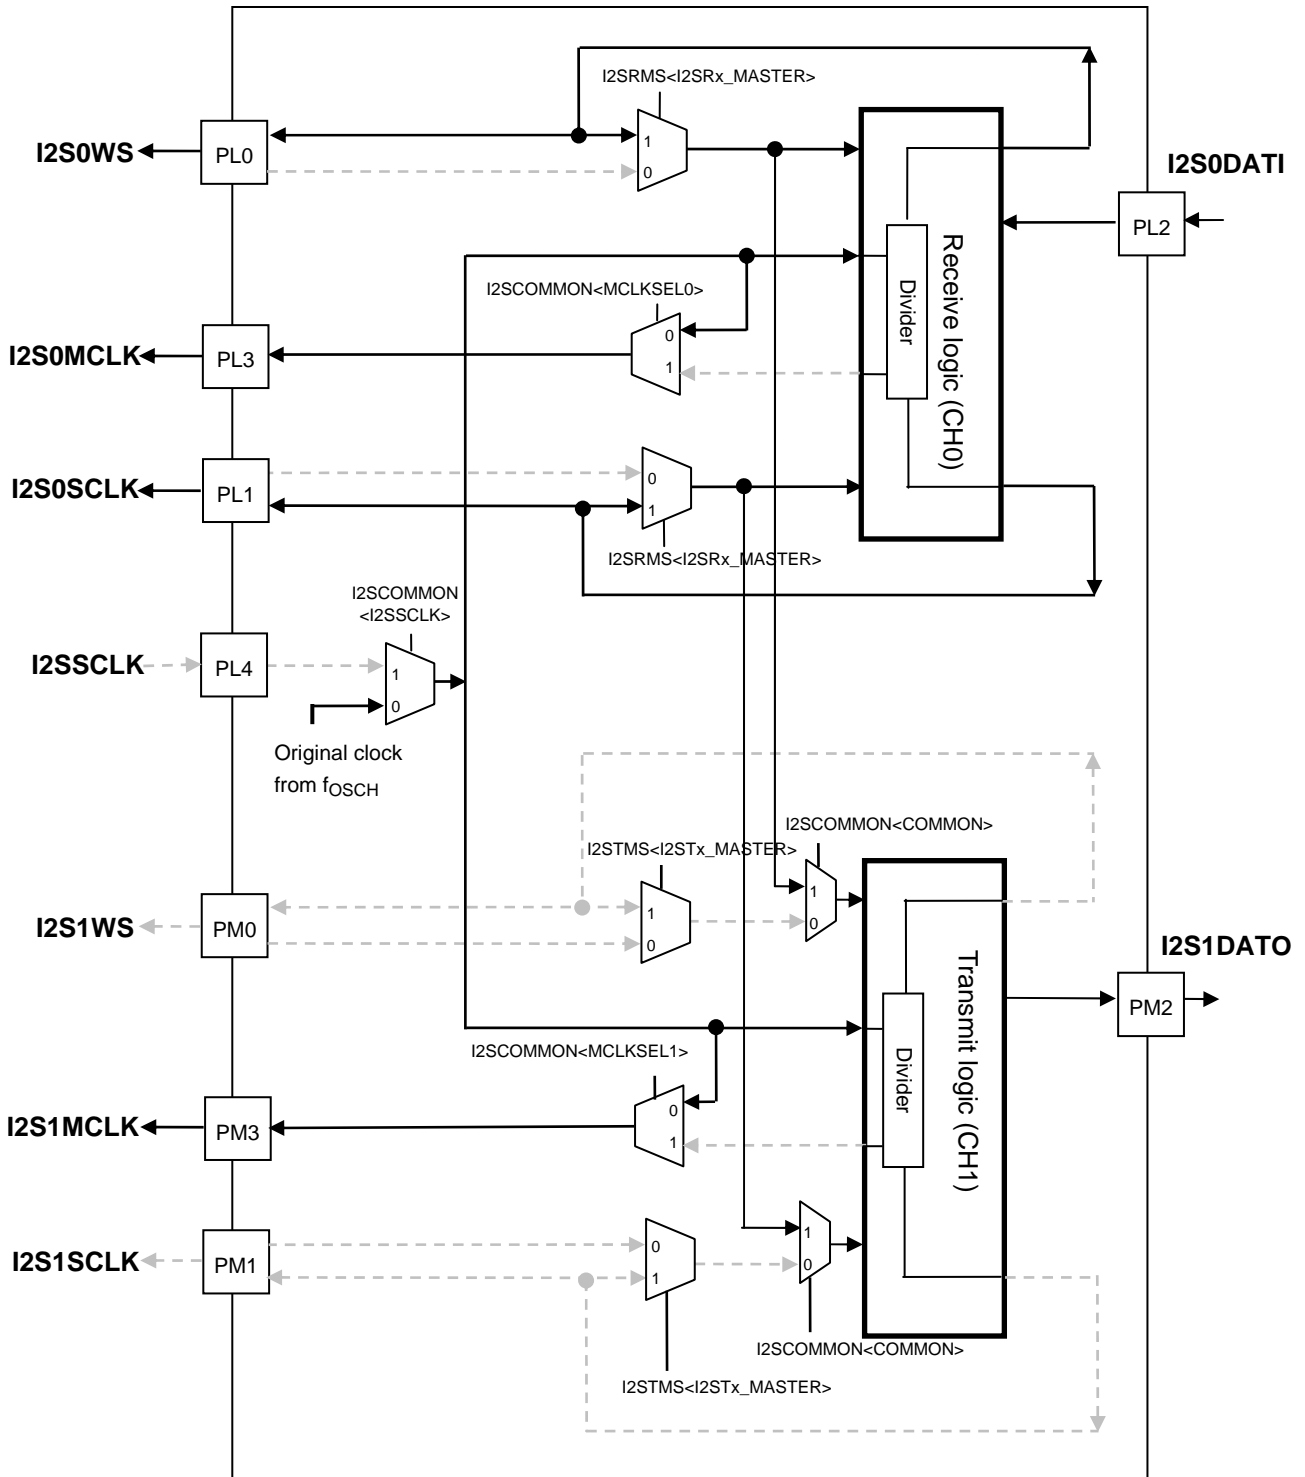 I2SRMS<I2SRx_MASTER>
1
0
I2S0WS
PL0
I2S0DATI
PL2
Receive logic (CH0)
Divider
I2SCOMMON<MCLKSEL0>
0
1
I2S0MCLK
PL3
I2S0SCLK
PL1
0
1
I2SRMS<I2SRx_MASTER>
I2SCOMMON
<I2SSCLK>
I2SSCLK
PL4
1
0
Original clock
from fOSCH
I2SCOMMON<COMMON>
I2STMS<I2STx_MASTER>
1
0
1
0
I2S1WS
PM0
I2S1DATO
PM2
Transmit logic (CH1)
Divider
I2SCOMMON<MCLKSEL1>
0
1
I2S1MCLK
PM3
I2S1SCLK
PM1
0
1
1
0
I2SCOMMON<COMMON>
I2STMS<I2STx_MASTER>